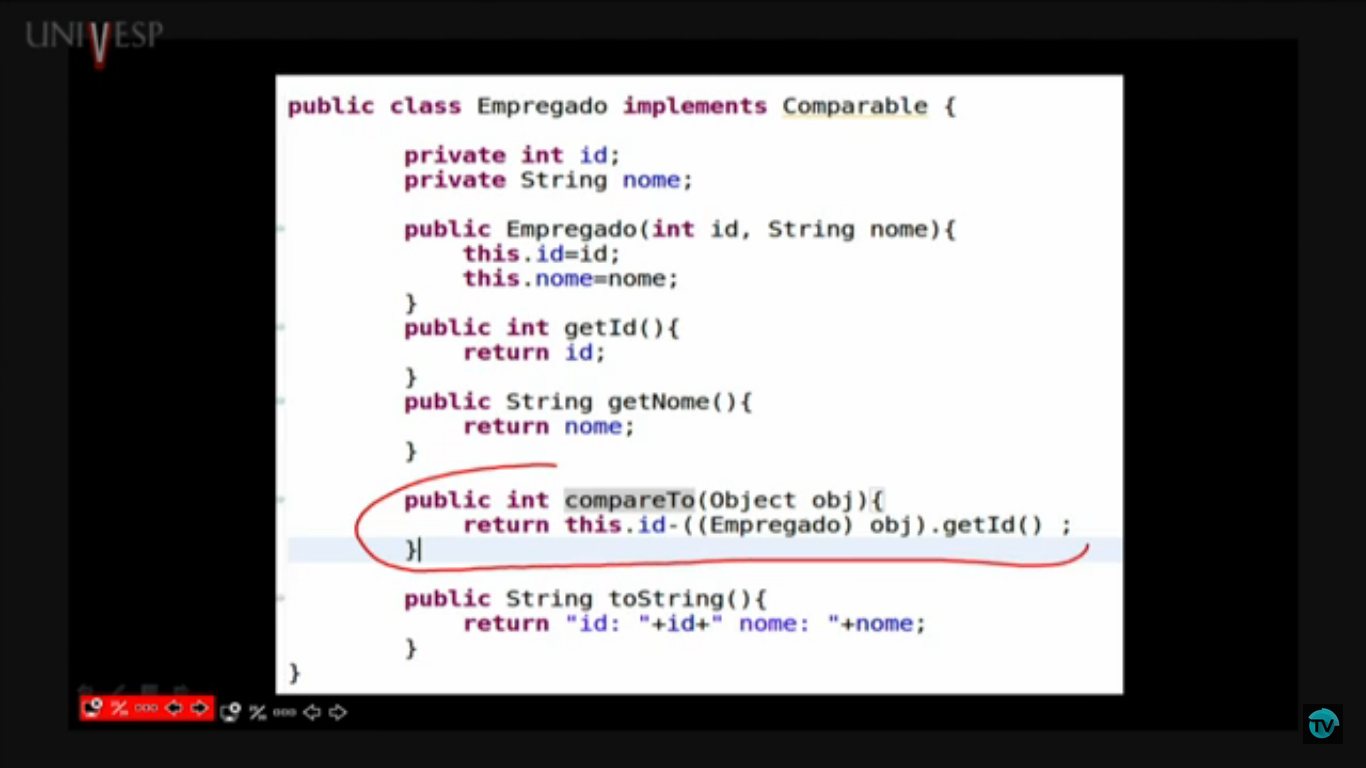 UNIVESP
public class Empregado implements Comparable {
private int id;
private String nome;
public Empregado(int id, String nome){
this.id=id;
this.nome=nome;
}
public int getId(){
return id;
}
public String getNome(){
return nome;
}
public int compareTo(Object obj){
return this.id-((Empregado) obj).getId() ;
}
public String toString(){
return "id: "+id+" nome: "+nome;
}
}
TV